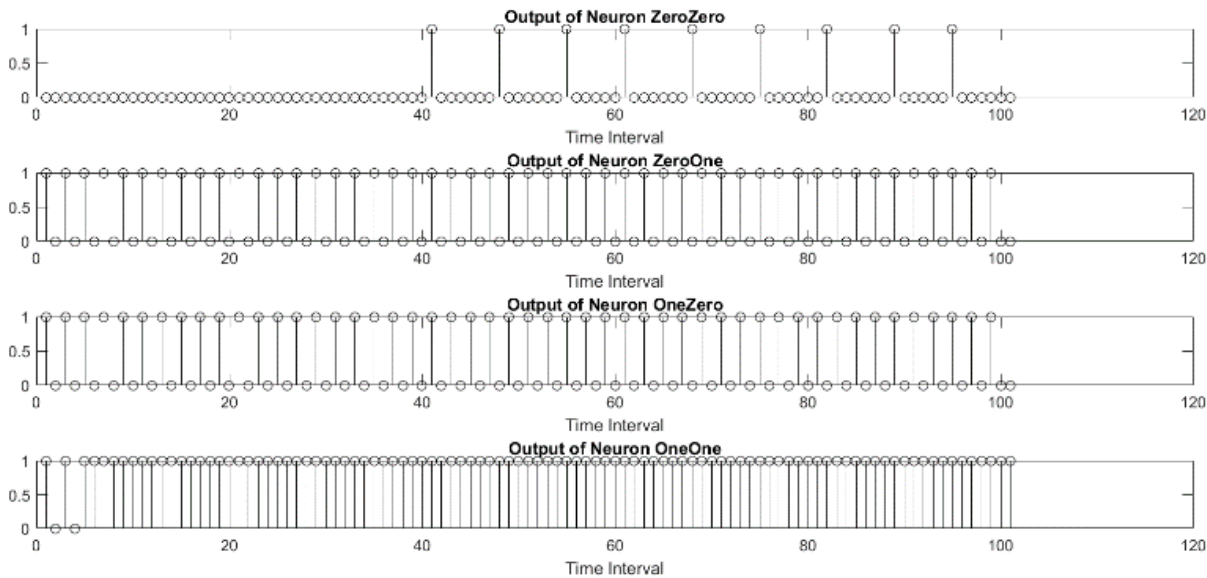 Output of Neuron ZeroZero
1
0.5
0
0 20 40 60 80 100 120
Time Interval
Output of Neuron ZeroOne
1
0.5
0
0 20 40 60 80 100 120
Time Interval
Output of Neuron OneZero
1
0.5
0
0 20 40 60 80 100 120
Time Interval
Output of Neuron OneOne
1
0.5
0
0 20 40 60 80 100 120
Time Interval